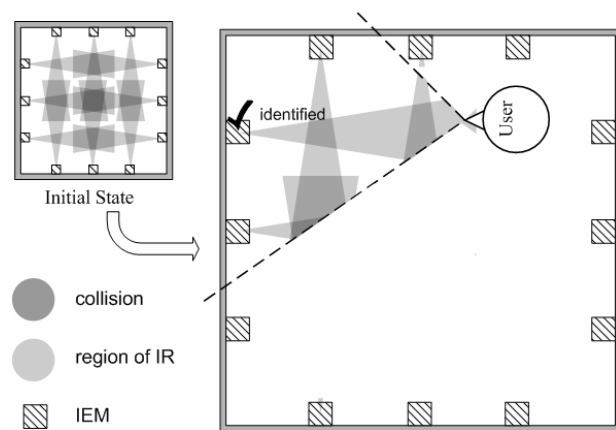 identified
User
Initial State
collision
region of IR
IEM